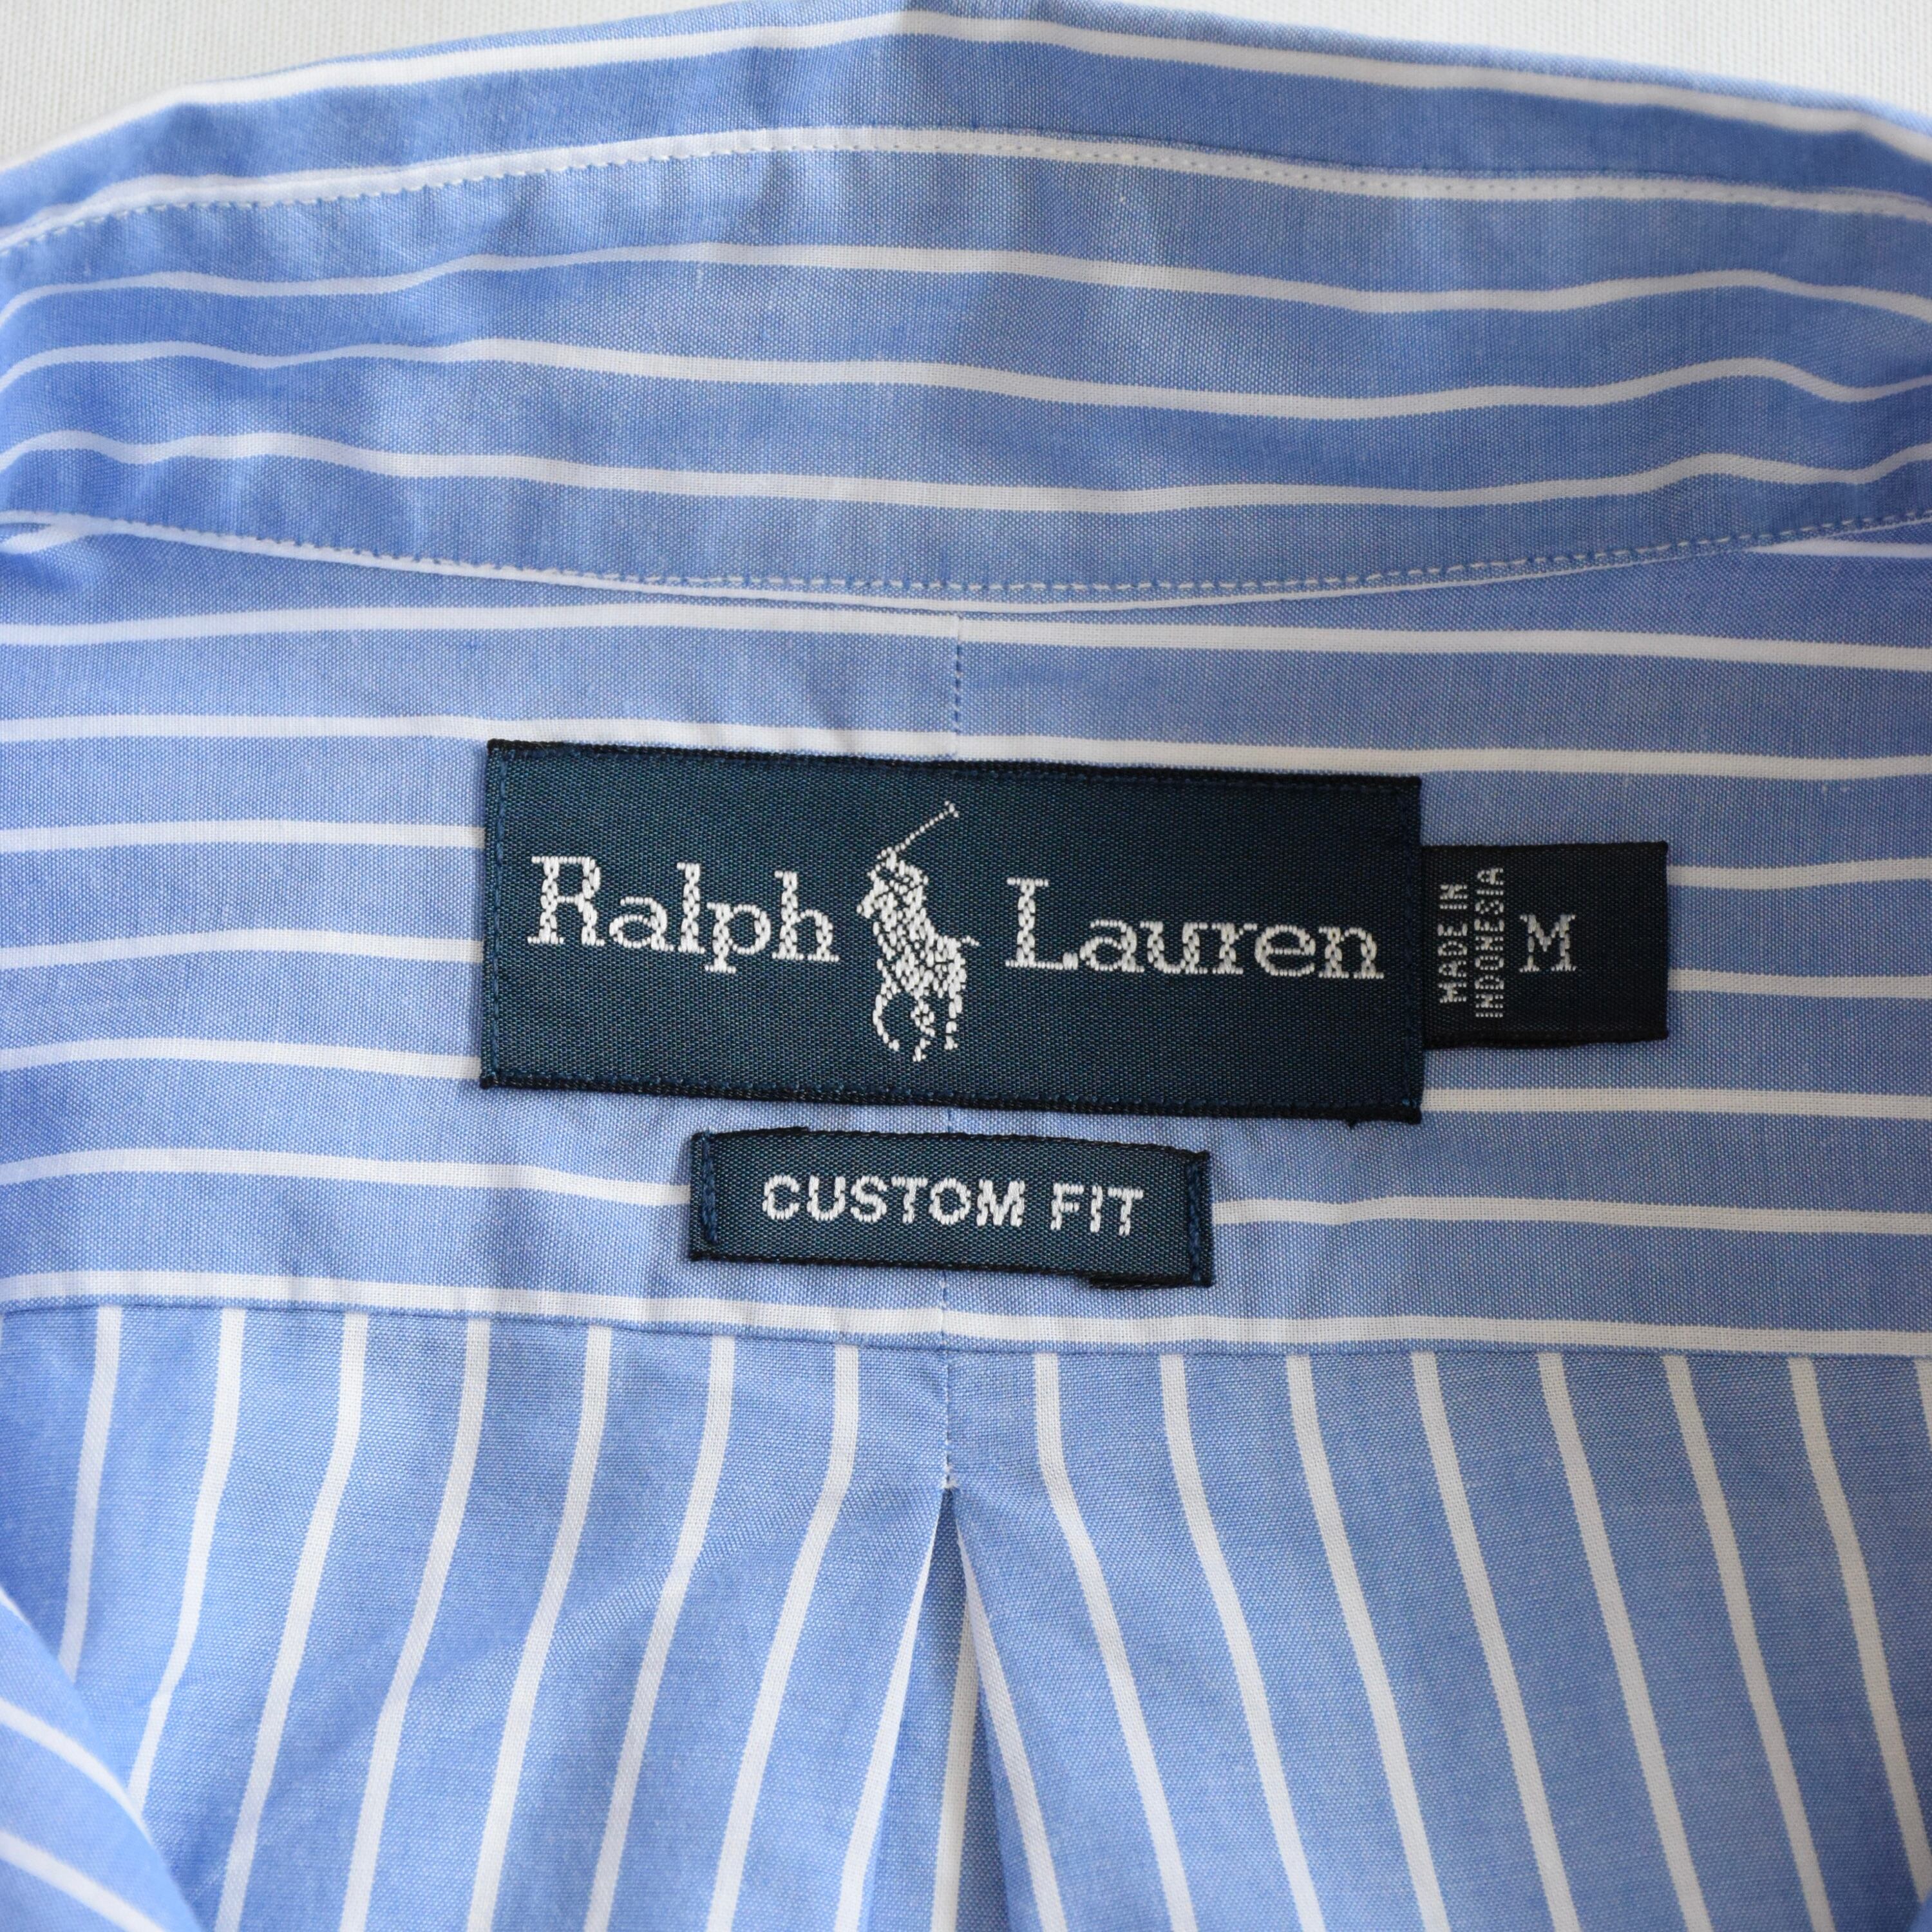 Ralph Lauren
MADE IN
INDONESIA
M
CUSTOM FIT